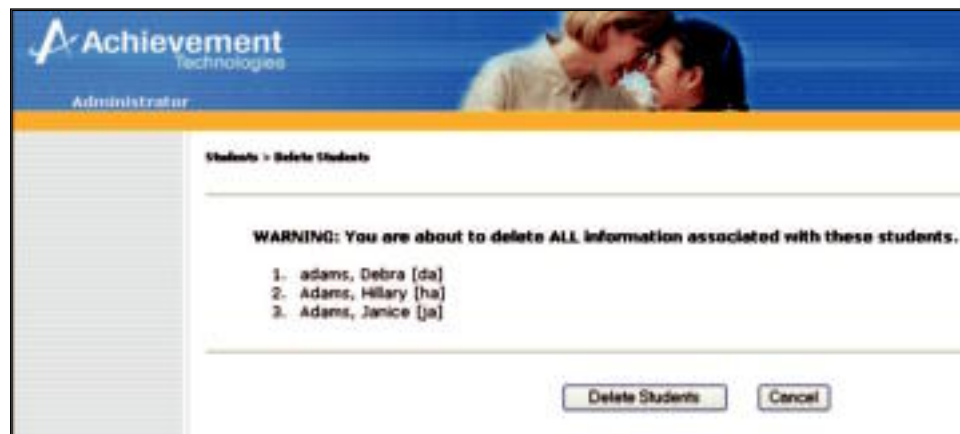 Achievement
Technologies
Administrator
Students > Delete Students
WARNING: You are about to delete ALL information associated with these students.
1. adams, Debra [da]
2. Adams, Hillary [ha]
3. Adams, Janice [ja]
Delete Students Cancel